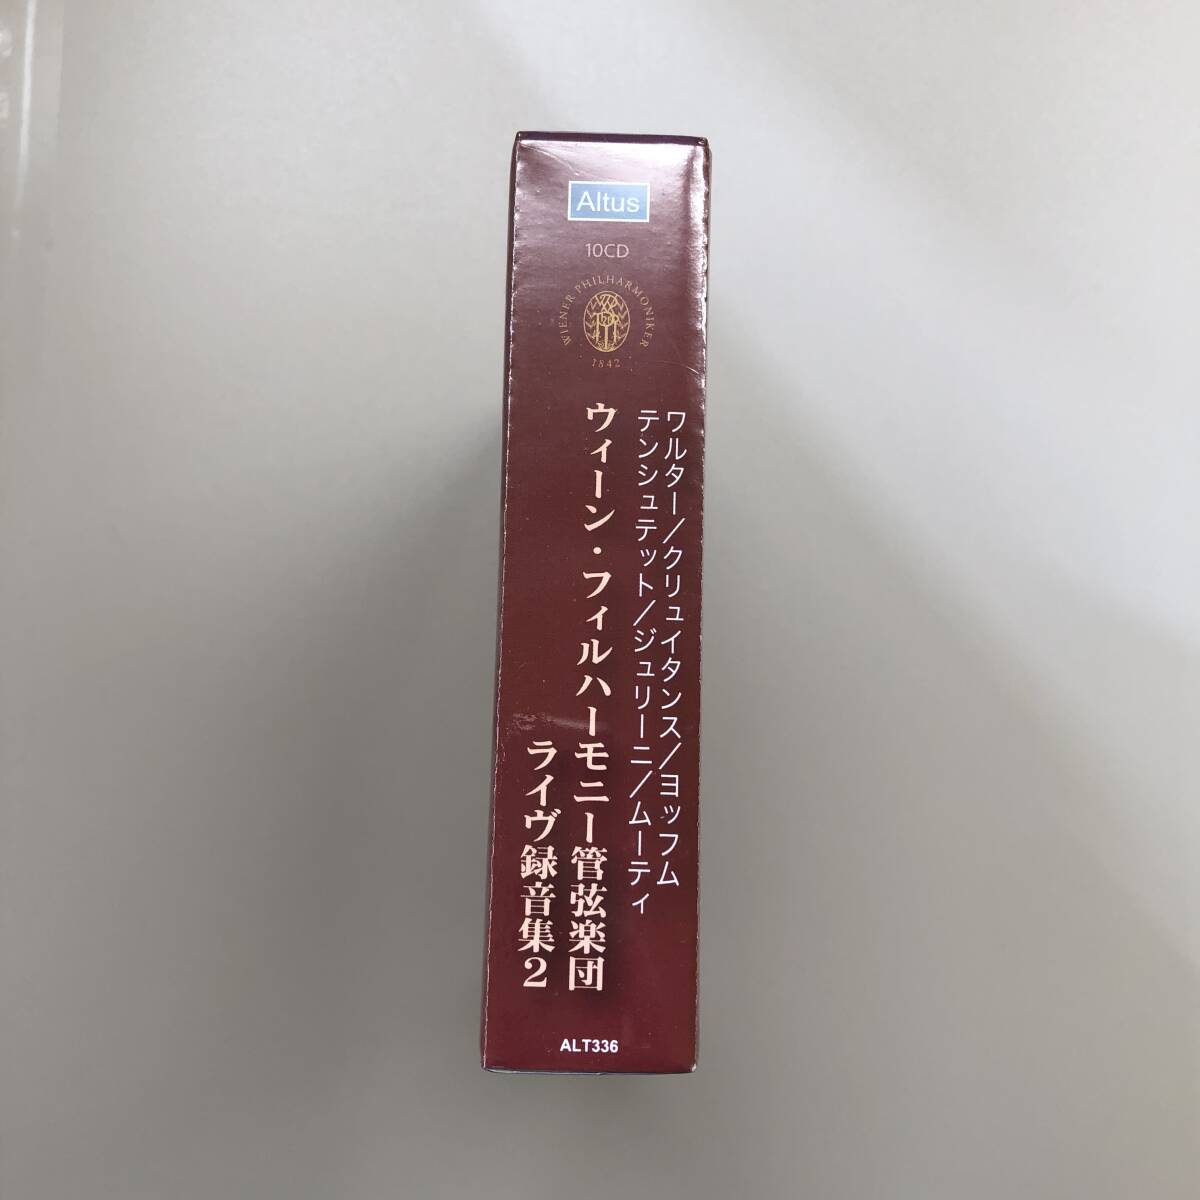 Altus
10CD
WIENER PHILHARMONIKER
1842
ワルター/クリュイタンス/ヨッフム
テンシュテット/ジュリーニ/ムーティ
ウィーン・フィルハーモニー管弦楽団
ライヴ録音集2
ALT336